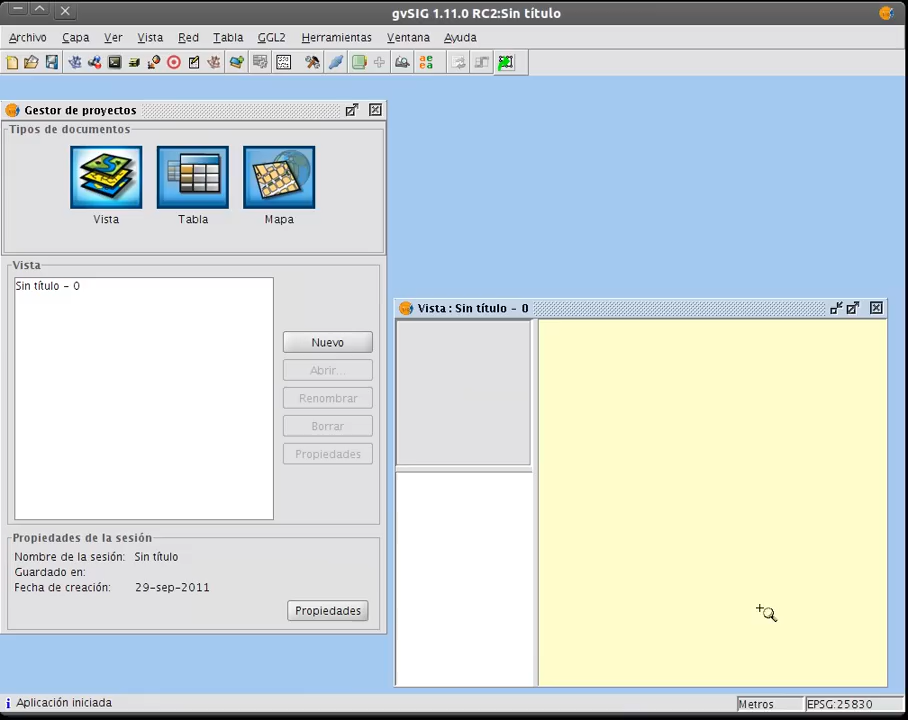 gvSIG 1.11.0 RC2:Sin título
Archivo Capa Ver Vista Red Tabla GGL2 Herramientas Ventana Ayuda
Gestor de proyectos
Tipos de documentos
Vista Tabla Mapa
Vista
Sin título - 0
Nuevo
Abrir...
Renombrar
Borrar
Propiedades
Propiedades de la sesión
Nombre de la sesión: Sin título
Guardado en:
Fecha de creación: 29-sep-2011
Propiedades
Vista : Sin título - 0
Aplicación iniciada
Metros
EPSG:25830